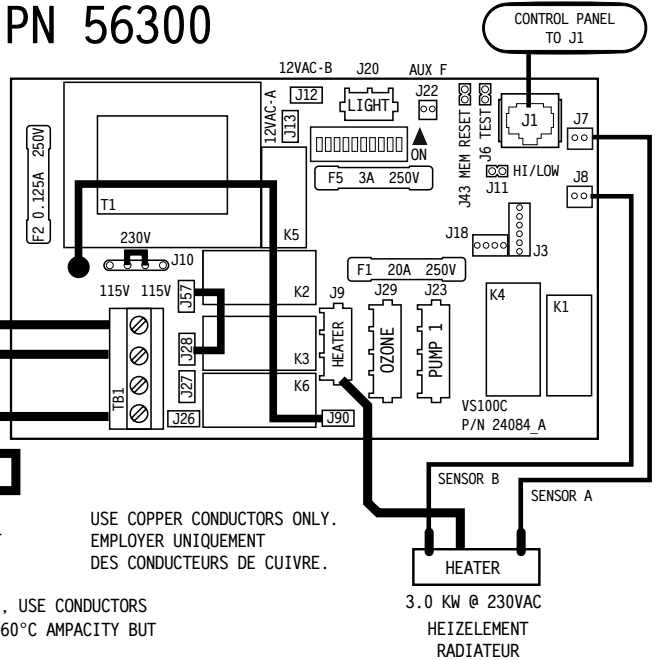 PN 56300
CONTROL PANEL
TO J1
12VAC-B
J20
AUX F
J12
LIGHT
J22
12VAC-A
J13
J43 MEM RESET
J6 TEST
J1
J7
ON
F2 0.125A 250V
F5 3A 250V
HI/LOW
J11
J8
T1
K5
J18
J3
230V
J10
F1 20A 250V
115V 115V
J57
K2
J9
J29
J23
K4
K1
HEATER
OZONE
PUMP 1
J28
K3
TB1
J27
K6
J26
J90
VS100C
P/N 24084_A
SENSOR B
SENSOR A
USE COPPER CONDUCTORS ONLY.
EMPLOYER UNIQUEMENT
DES CONDUCTEURS DE CUIVRE.
HEATER
3.0 KW @ 230VAC
HEIZELEMENT
RADIATEUR
, USE CONDUCTORS
60°C AMPACITY BUT